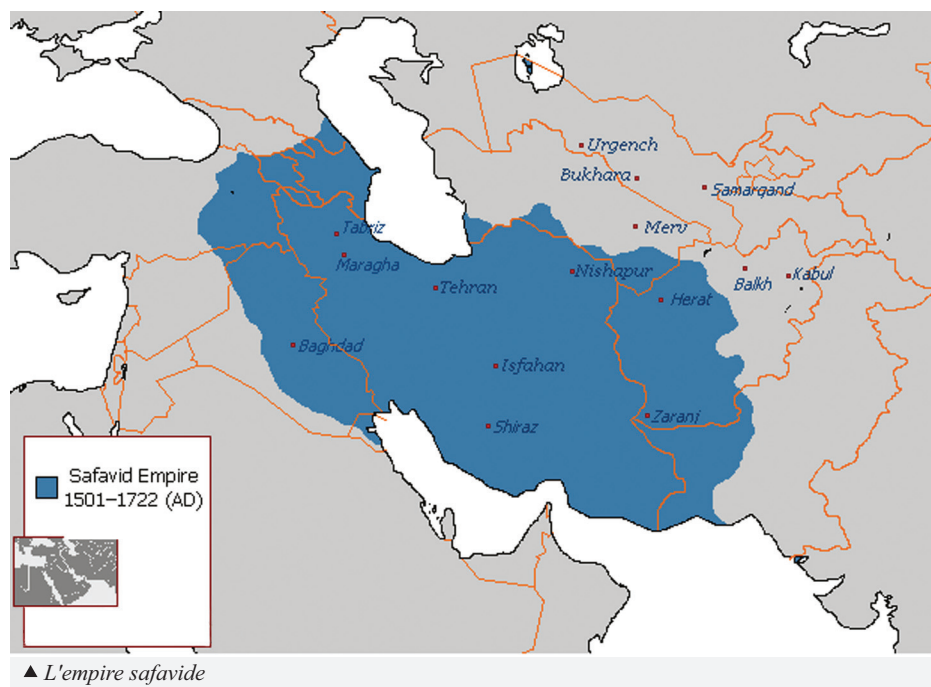 Urgench
Bukhara
Samarqand
Merv
Tabriz
Maragha
Nishapur
Balkh
Kabul
Tehran
Herat
Baghdad
Isfahan
Zaranj
Shiraz
Safavid Empire
1501–1722 (AD)
▲ L'empire safavide